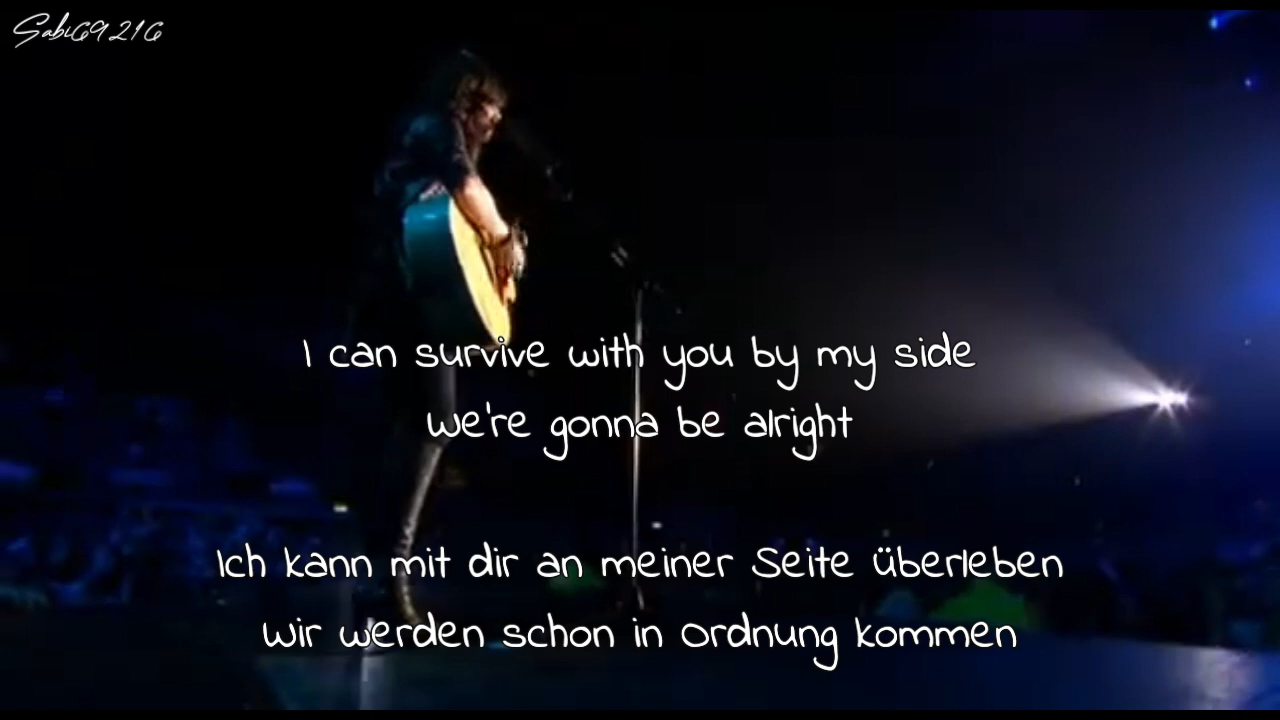 Sabi69216
I can survive with you by my side
We're gonna be alright
Ich kann mit dir an meiner Seite überleben
Wir werden schon in Ordnung kommen